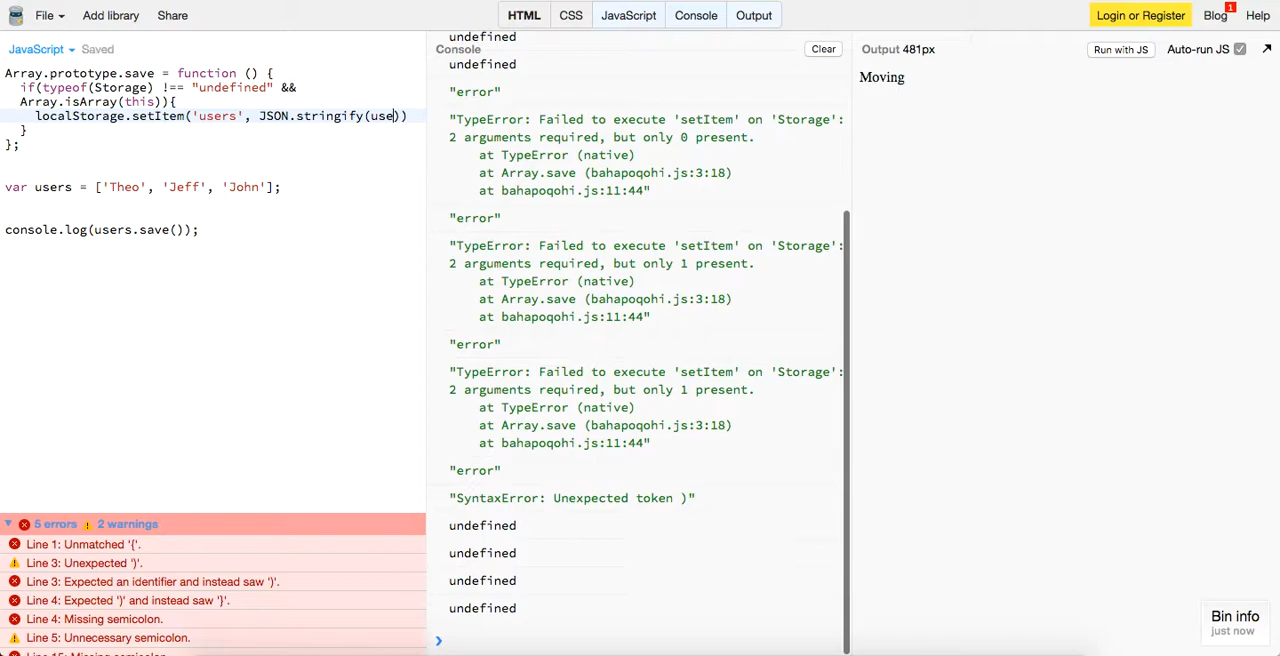 File
Add library
Share
HTML
CSS
JavaScript
Console
Output
Login or Register
Blog
1
Help
JavaScript
Saved
Array.prototype.save = function () {
if(typeof(Storage) !== "undefined" &&
Array.isArray(this)){
localStorage.setItem('users', JSON.stringify(use))
}
};
var users = ['Theo', 'Jeff', 'John'];
console.log(users.save());
5 errors
2 warnings
Line 1: Unmatched '{'.
Line 3: Unexpected ')'.
Line 3: Expected an identifier and instead saw ')'.
Line 4: Expected ')' and instead saw '}'.
Line 4: Missing semicolon.
Line 5: Unnecessary semicolon.
Line 15: Missing semicolon
undefined
Console
Clear
undefined
"error"
"TypeError: Failed to execute 'setItem' on 'Storage':
2 arguments required, but only 0 present.
at TypeError (native)
at Array.save (bahapoqohi.js:3:18)
at bahapoqohi.js:11:44"
"error"
"TypeError: Failed to execute 'setItem' on 'Storage':
2 arguments required, but only 1 present.
at TypeError (native)
at Array.save (bahapoqohi.js:3:18)
at bahapoqohi.js:11:44"
"error"
"TypeError: Failed to execute 'setItem' on 'Storage':
2 arguments required, but only 1 present.
at TypeError (native)
at Array.save (bahapoqohi.js:3:18)
at bahapoqohi.js:11:44"
"error"
"SyntaxError: Unexpected token )"
undefined
undefined
undefined
undefined
Output 481px
Run with JS
Auto-run JS
Moving
Bin info
just now